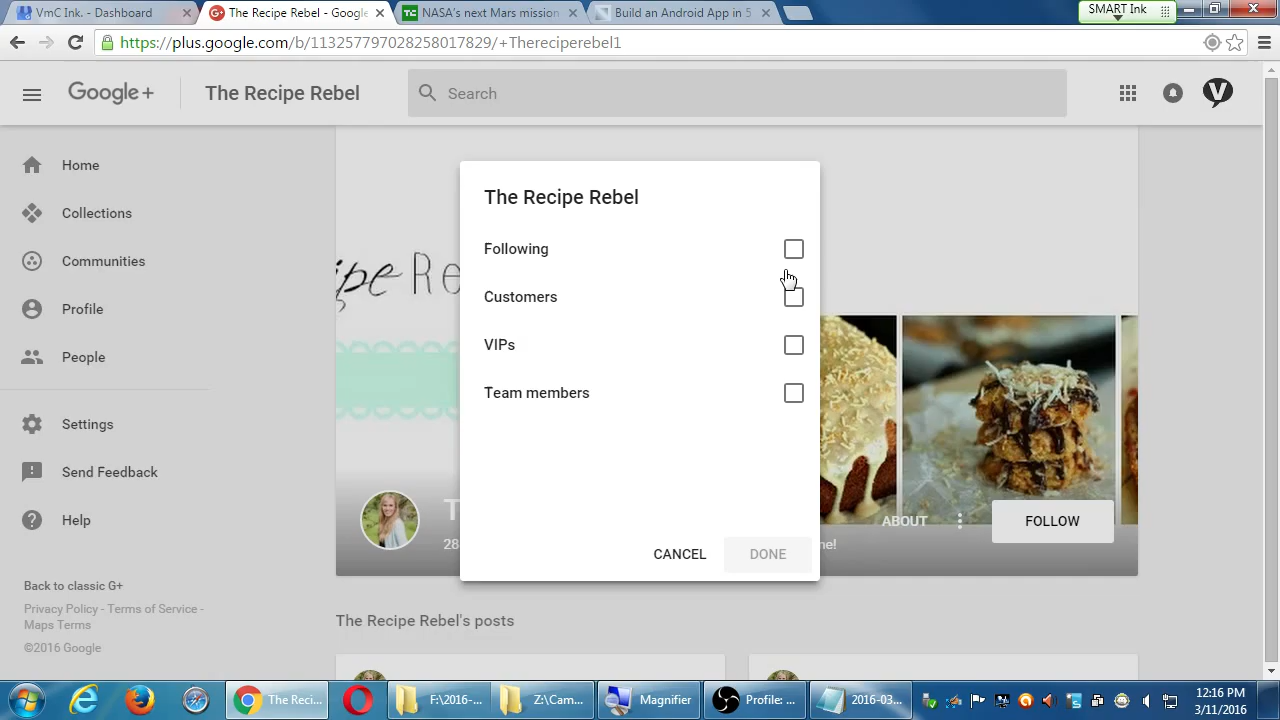 VmC Ink. - Dashboard
The Recipe Rebel - Google
NASA's next Mars mission
Build an Android App in 5
SMART Ink
https://plus.google.com/b/113257797028258017829/+Thereciperebel1
Google+
The Recipe Rebel
Search
Home
Collections
Communities
Profile
People
Settings
Send Feedback
Help
Back to classic G+
Privacy Policy - Terms of Service -
Maps Terms
©2016 Google
ipe Re
The Recipe Rebel
Following
Customers
VIPs
Team members
CANCEL
DONE
T
28
ABOUT
FOLLOW
me!
The Recipe Rebel's posts
The Reci...
F:\2016-...
Z:\Cam...
Magnifier
Profile: ...
2016-03...
12:16 PM
3/11/2016